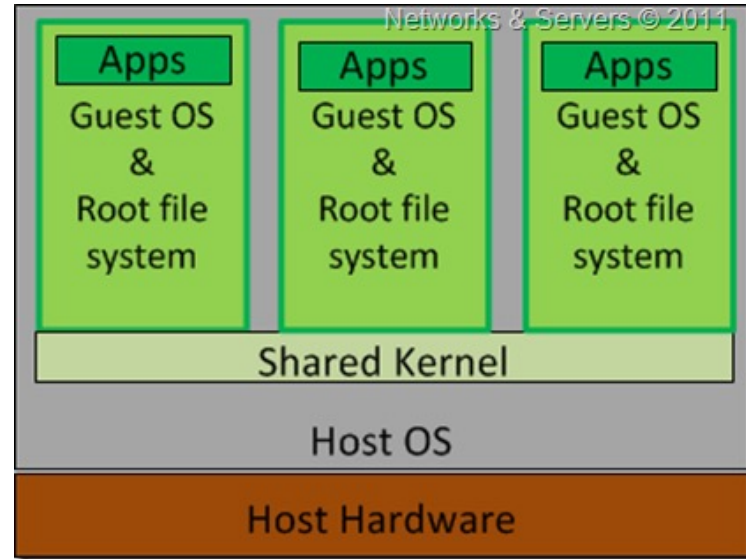 Networks & Servers © 2011
Apps
Guest OS
&
Root file
system
Apps
Guest OS
&
Root file
system
Apps
Guest OS
&
Root file
system
Shared Kernel
Host OS
Host Hardware